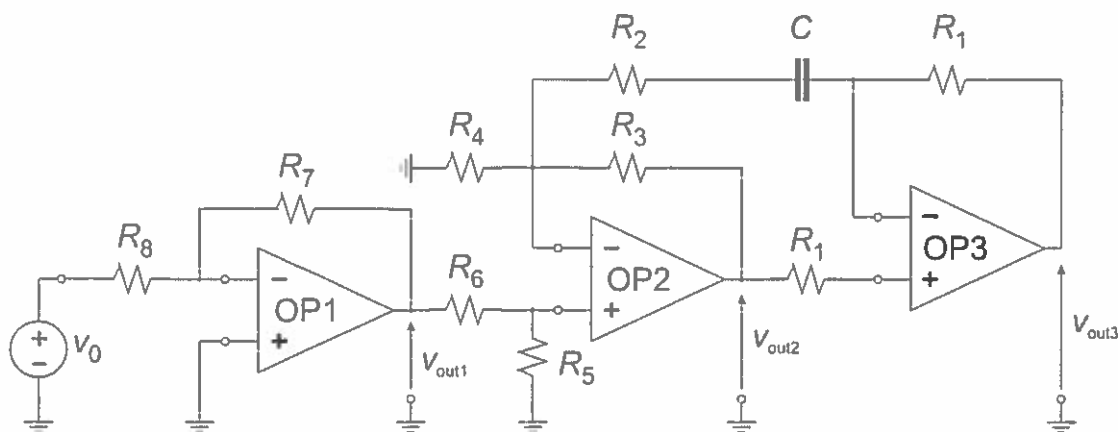 R2 C R1
R4 R3
R7
R8 − OP3
R6 − R1 +
− OP2
OP1 +
v0 + R5 vout1 vout2 vout3